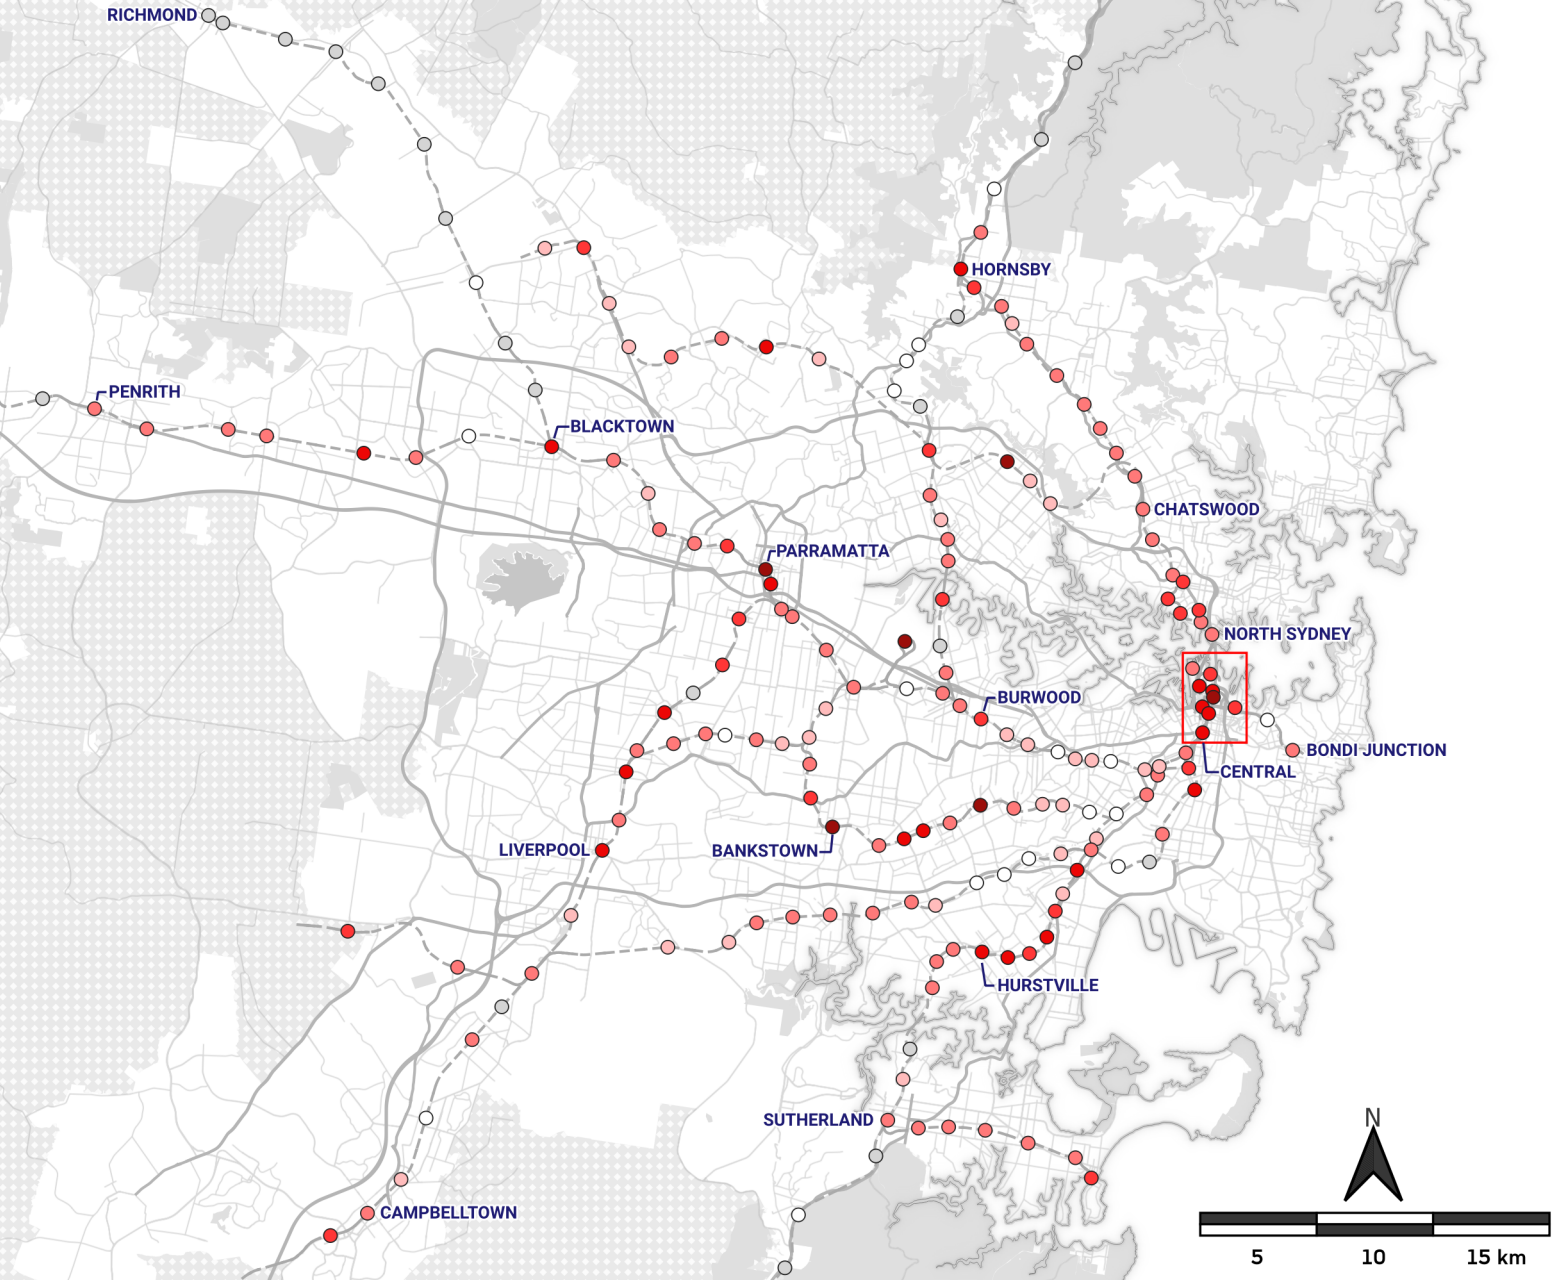 RICHMOND
HORNSBY
PENRITH
BLACKTOWN
CHATSWOOD
PARRAMATTA
NORTH SYDNEY
BURWOOD
BONDI JUNCTION
CENTRAL
LIVERPOOL
BANKSTOWN
HURSTVILLE
SUTHERLAND
N
CAMPBELLTOWN
5 10 15 km